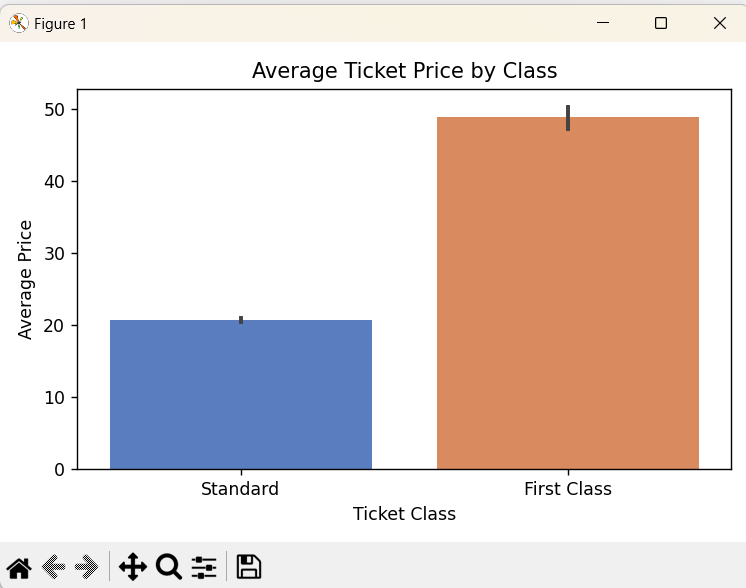 Figure 1
Average Ticket Price by Class
50
40
30
20
10
0
Average Price
Standard First Class
Ticket Class